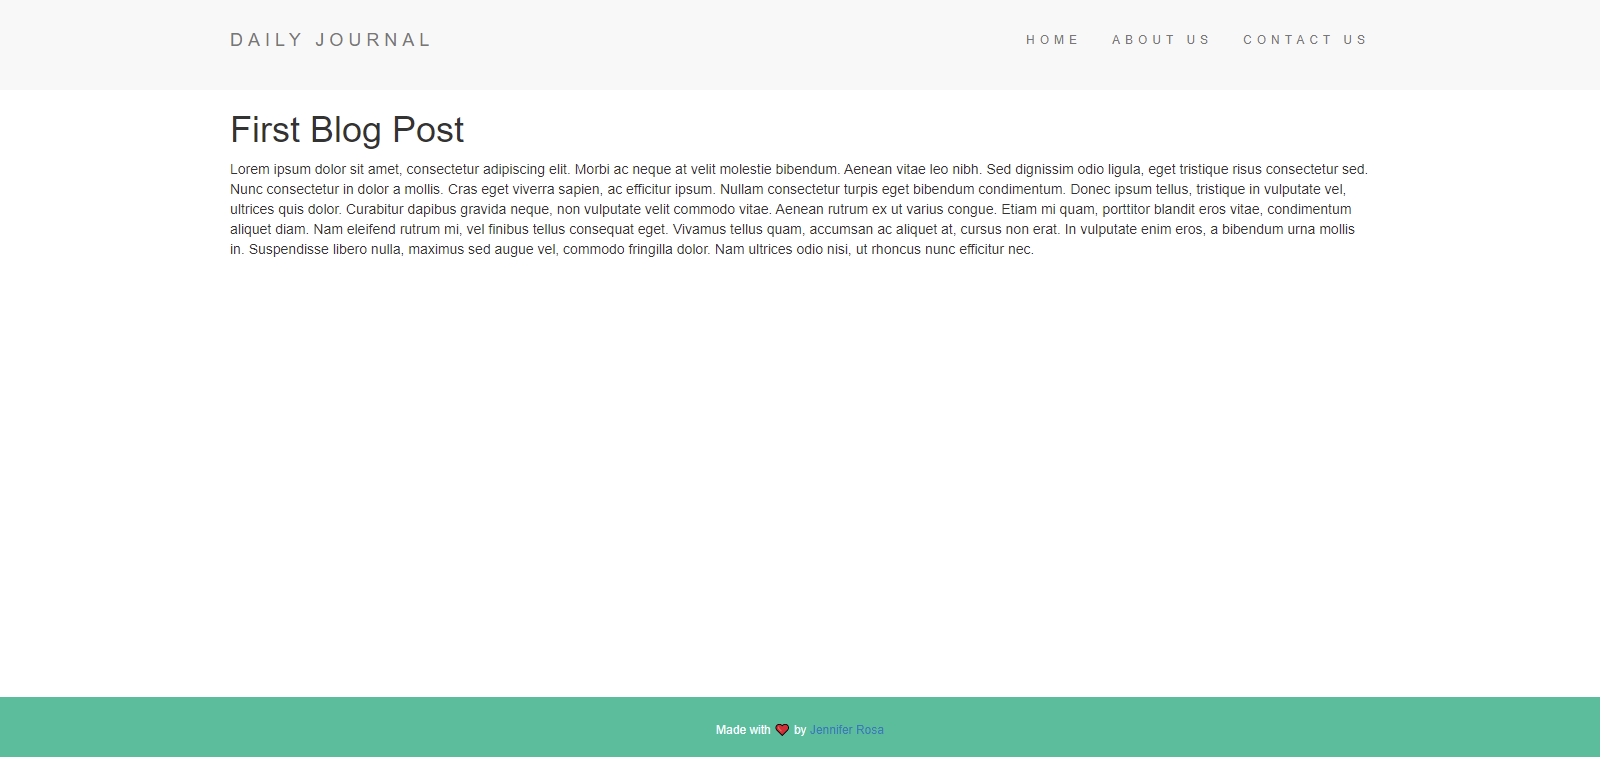 DAILY JOURNAL
HOME ABOUT US CONTACT US
First Blog Post
Lorem ipsum dolor sit amet, consectetur adipiscing elit. Morbi ac neque at velit molestie bibendum. Aenean vitae leo nibh. Sed dignissim odio ligula, eget tristique risus consectetur sed.
Nunc consectetur in dolor a mollis. Cras eget viverra sapien, ac efficitur ipsum. Nullam consectetur turpis eget bibendum condimentum. Donec ipsum tellus, tristique in vulputate vel,
ultrices quis dolor. Curabitur dapibus gravida neque, non vulputate velit commodo vitae. Aenean rutrum ex ut varius congue. Etiam mi quam, porttitor blandit eros vitae, condimentum
aliquet diam. Nam eleifend rutrum mi, vel finibus tellus consequat eget. Vivamus tellus quam, accumsan ac aliquet at, cursus non erat. In vulputate enim eros, a bibendum urna mollis
in. Suspendisse libero nulla, maximus sed augue vel, commodo fringilla dolor. Nam ultrices odio nisi, ut rhoncus nunc efficitur nec.
Made with ❤ by Jennifer Rosa